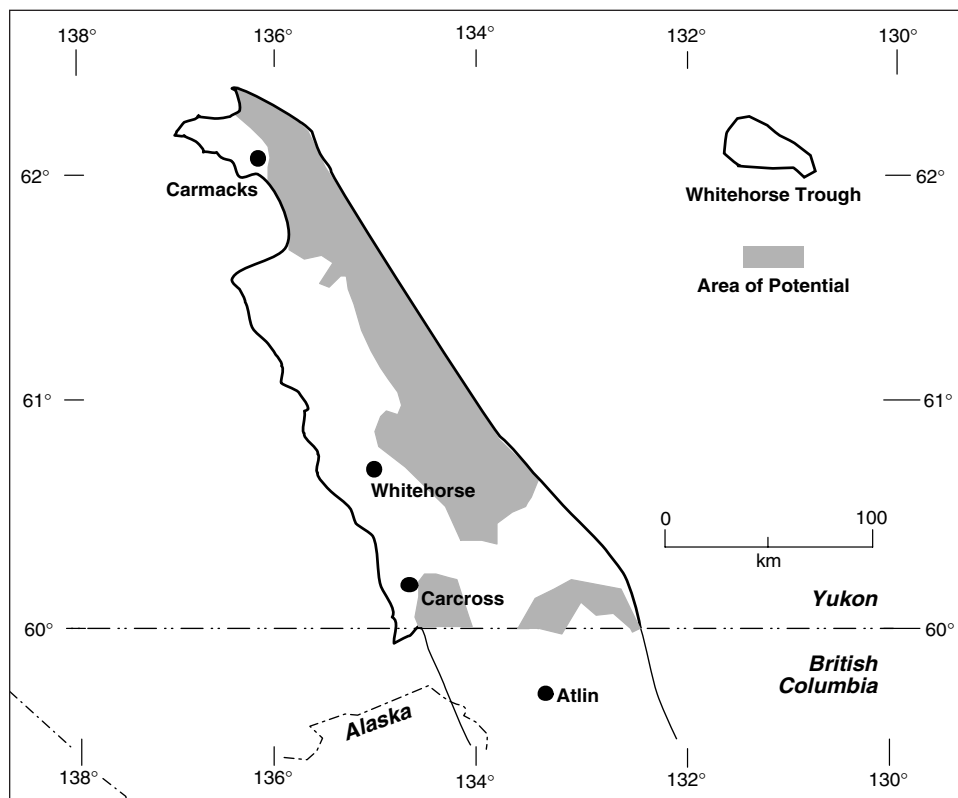 138°
136°
134°
132°
130°
Carmacks
62°
Whitehorse Trough
62°
Area of Potential
61°
61°
Whitehorse
0
100
km
Carcross
Yukon
60°
60°
British
Columbia
Atlin
Alaska
138°
136°
134°
132°
130°